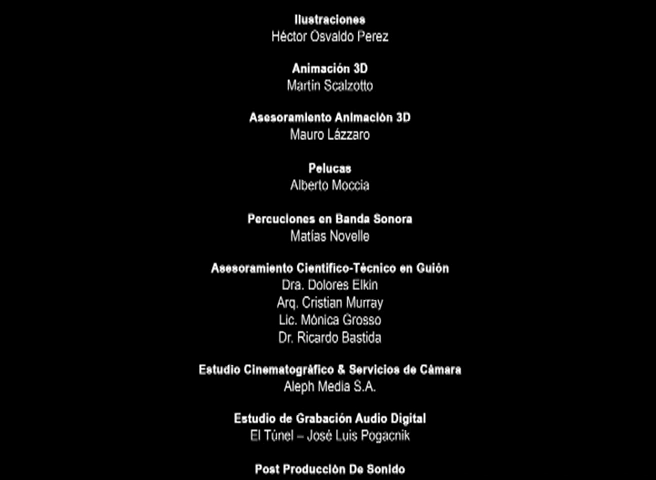 Ilustraciones
Héctor Osvaldo Perez
Animación 3D
Martín Scalzotto
Asesoramiento Animación 3D
Mauro Lázzaro
Pelucas
Alberto Moccia
Percuciones en Banda Sonora
Matías Novelle
Asesoramiento Científico-Técnico en Guión
Dra. Dolores Elkin
Arq. Cristian Murray
Lic. Mónica Grosso
Dr. Ricardo Bastida
Estudio Cinematográfico & Servicios de Cámara
Aleph Media S.A.
Estudio de Grabación Audio Digital
El Túnel – José Luis Pogacnik
Post Producción De Sonido